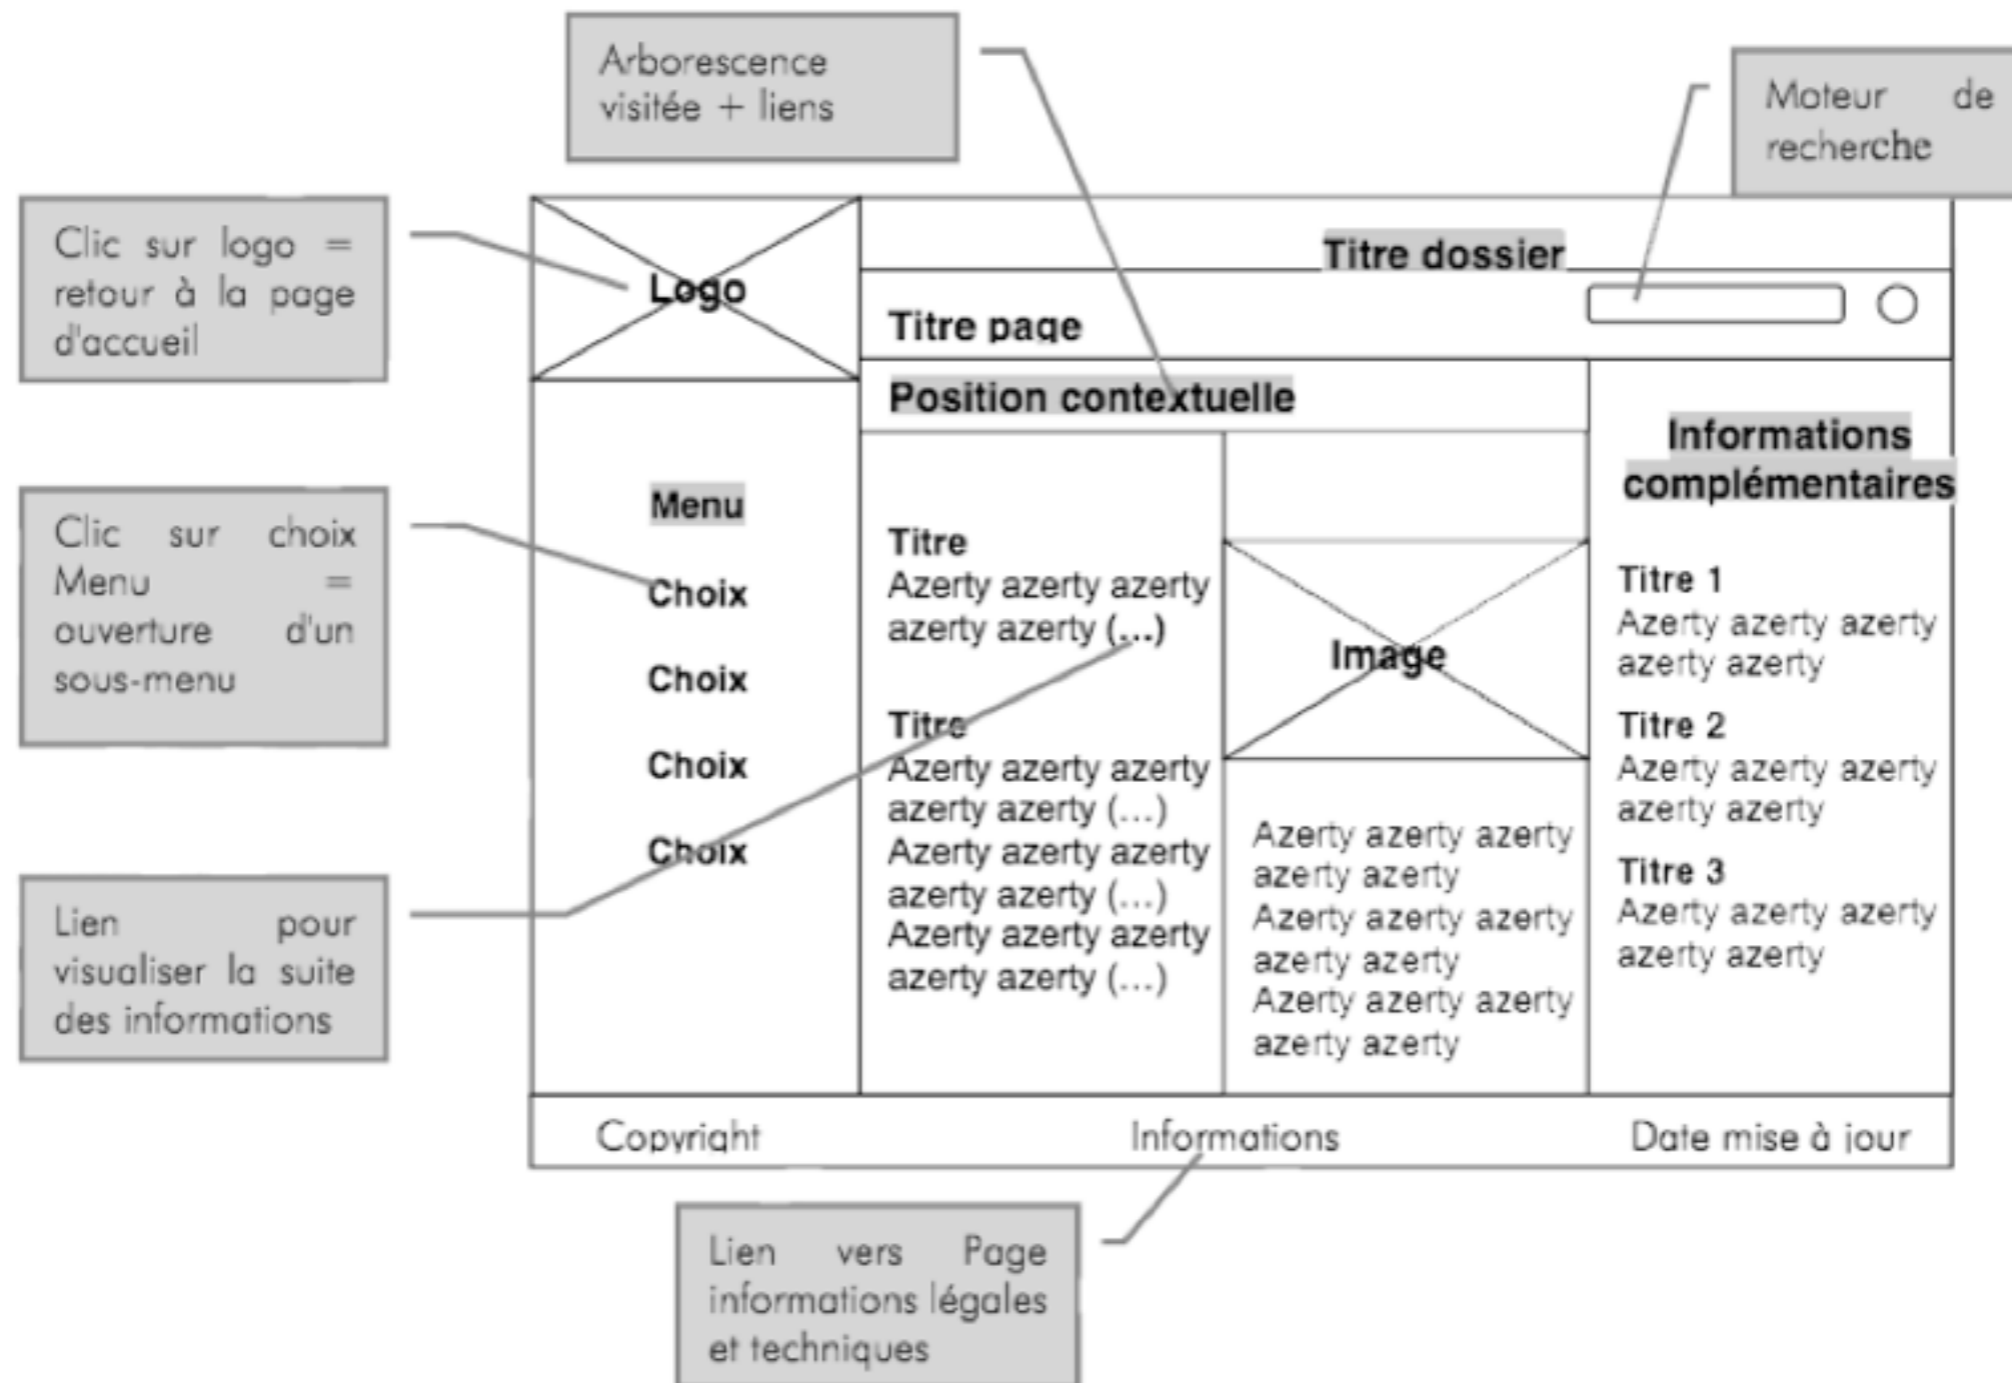 Arborescence
visitée + liens
Moteur de
recherche
Clic sur logo =
retour à la page
d'accueil
Logo
Titre dossier
Titre page
Position contextuelle
Informations
complémentaires
Clic sur choix
Menu =
ouverture d'un
sous-menu
Menu
Choix
Choix
Choix
Choix
Titre
Azerty azerty azerty
azerty azerty (...)
Titre
Azerty azerty azerty
azerty azerty (...)
Azerty azerty azerty
azerty azerty (...)
Azerty azerty azerty
azerty azerty (...)
Image
Azerty azerty azerty
azerty azerty
Azerty azerty azerty
azerty azerty
Azerty azerty azerty
azerty azerty
Titre 1
Azerty azerty azerty
azerty azerty
Titre 2
Azerty azerty azerty
azerty azerty
Titre 3
Azerty azerty azerty
azerty azerty
Lien pour
visualiser la suite
des informations
Copyright
Informations
Date mise à jour
Lien vers Page
informations légales
et techniques